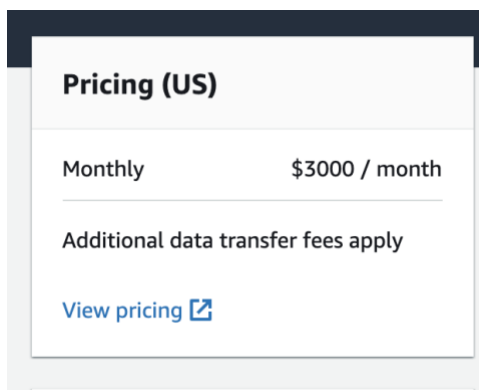 Pricing (US)
Monthly $3000 / month
Additional data transfer fees apply
View pricing